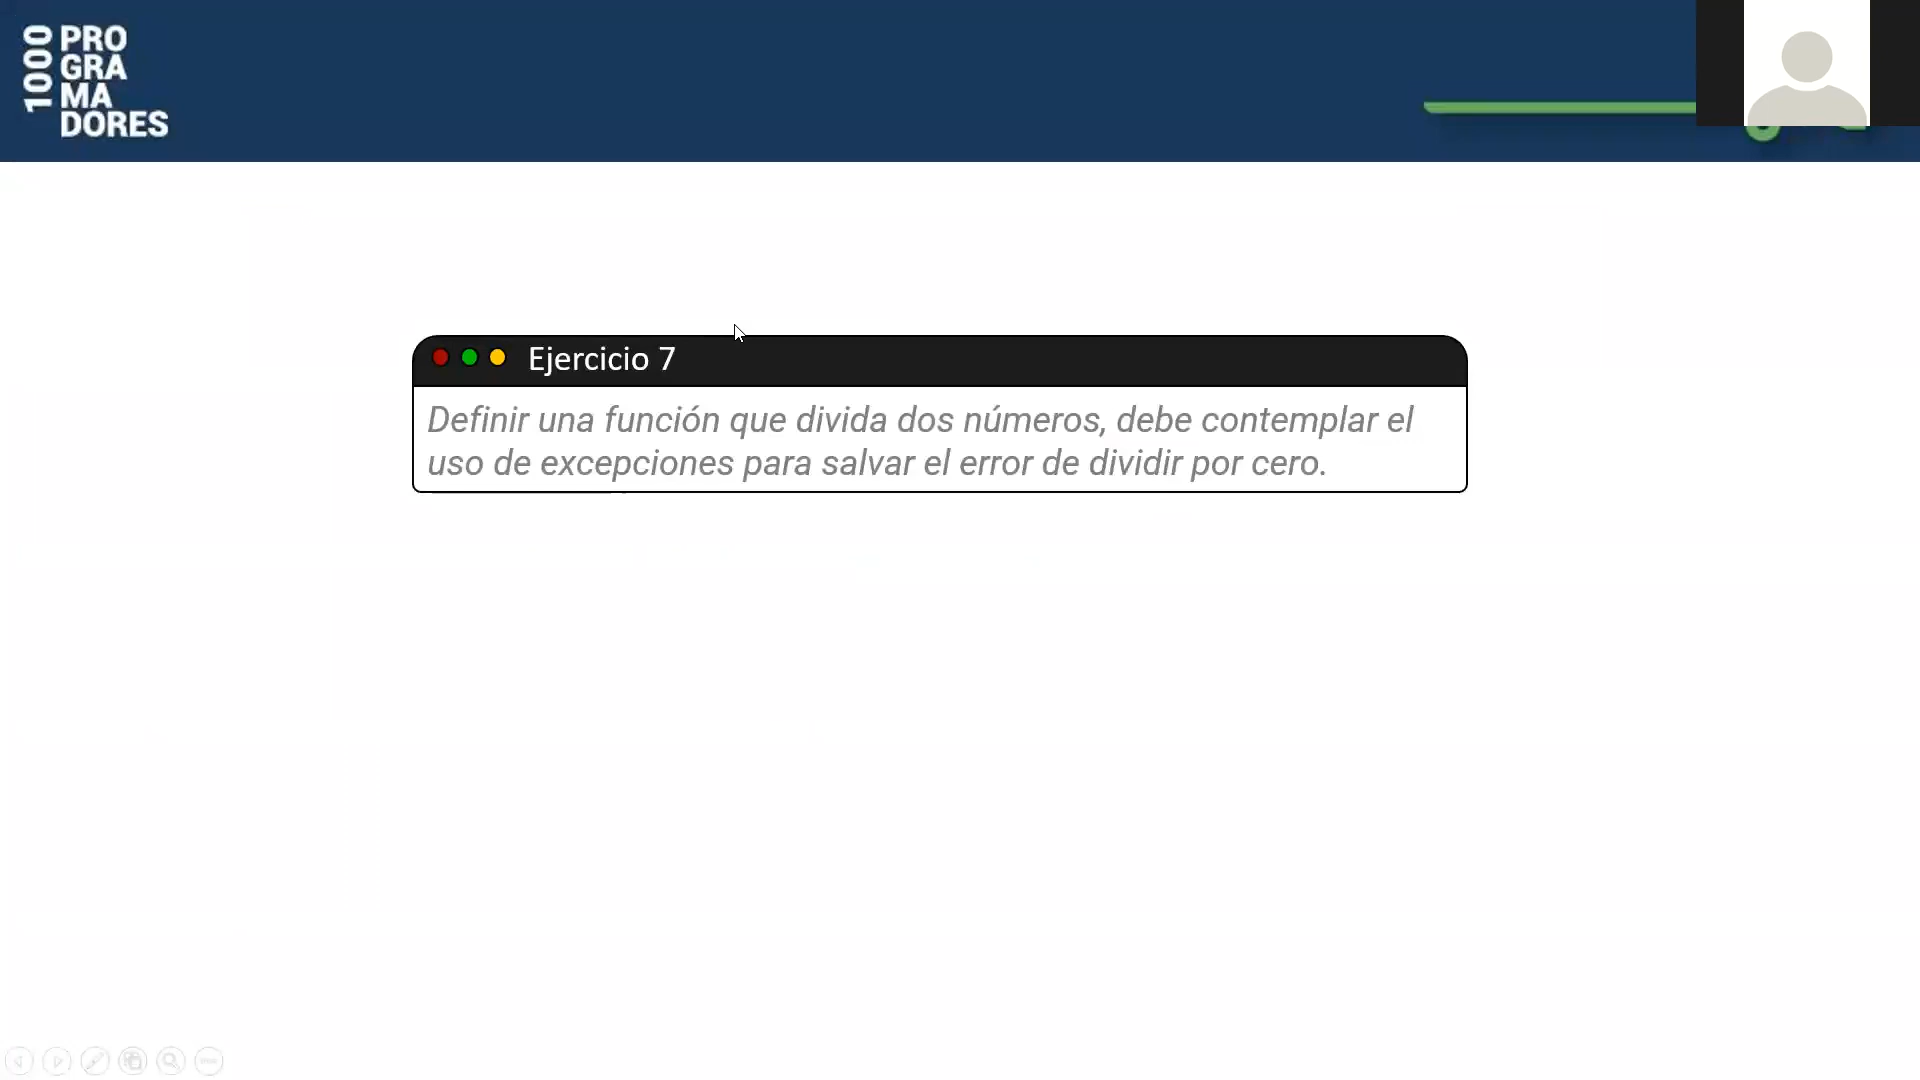 1000
PRO
GRA
MA
DORES
Ejercicio 7
Definir una función que divida dos números, debe contemplar el
uso de excepciones para salvar el error de dividir por cero.